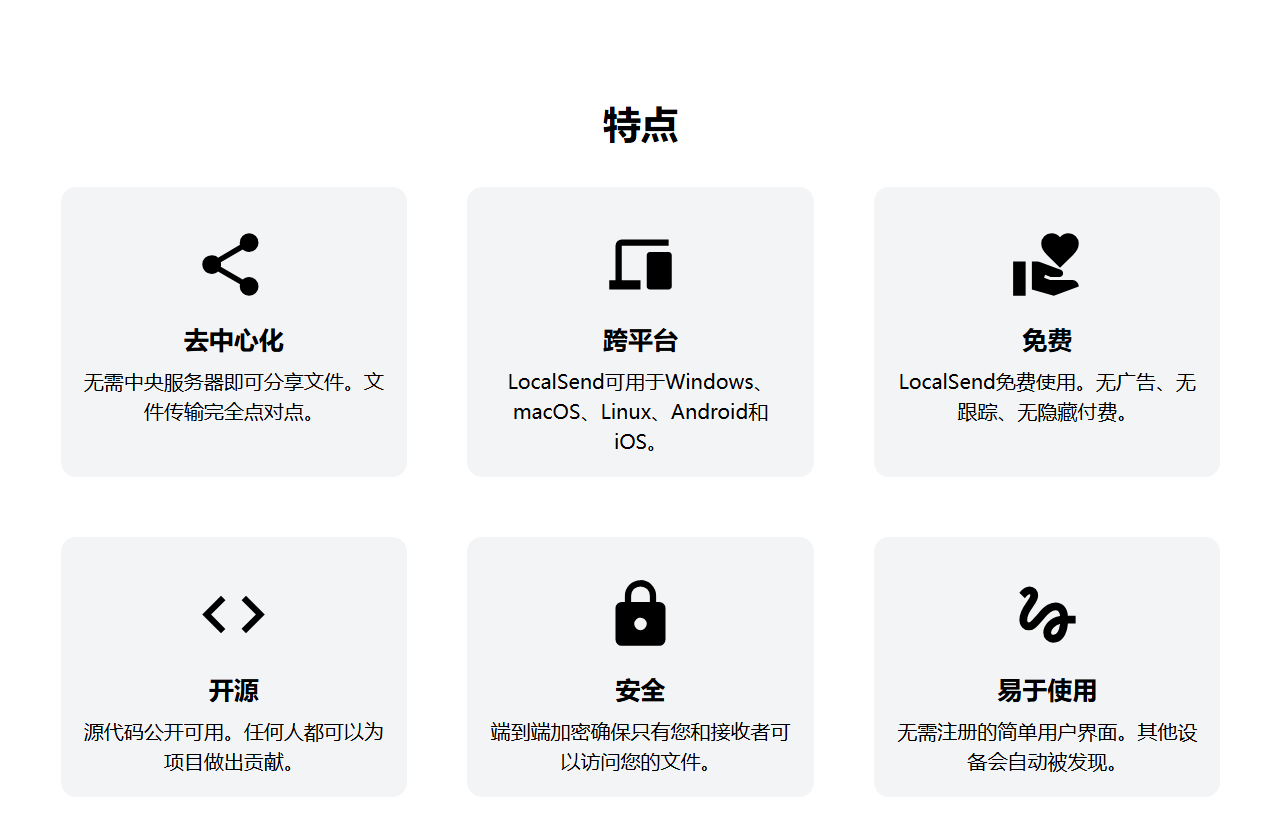 特点
去中心化
无需中央服务器即可分享文件。文
件传输完全点对点。
跨平台
LocalSend可用于Windows、
macOS、Linux、Android和
iOS。
免费
LocalSend免费使用。无广告、无
跟踪、无隐藏付费。
开源
源代码公开可用。任何人都可以为
项目做出贡献。
安全
端到端加密确保只有您和接收者可
以访问您的文件。
易于使用
无需注册的简单用户界面。其他设
备会自动被发现。